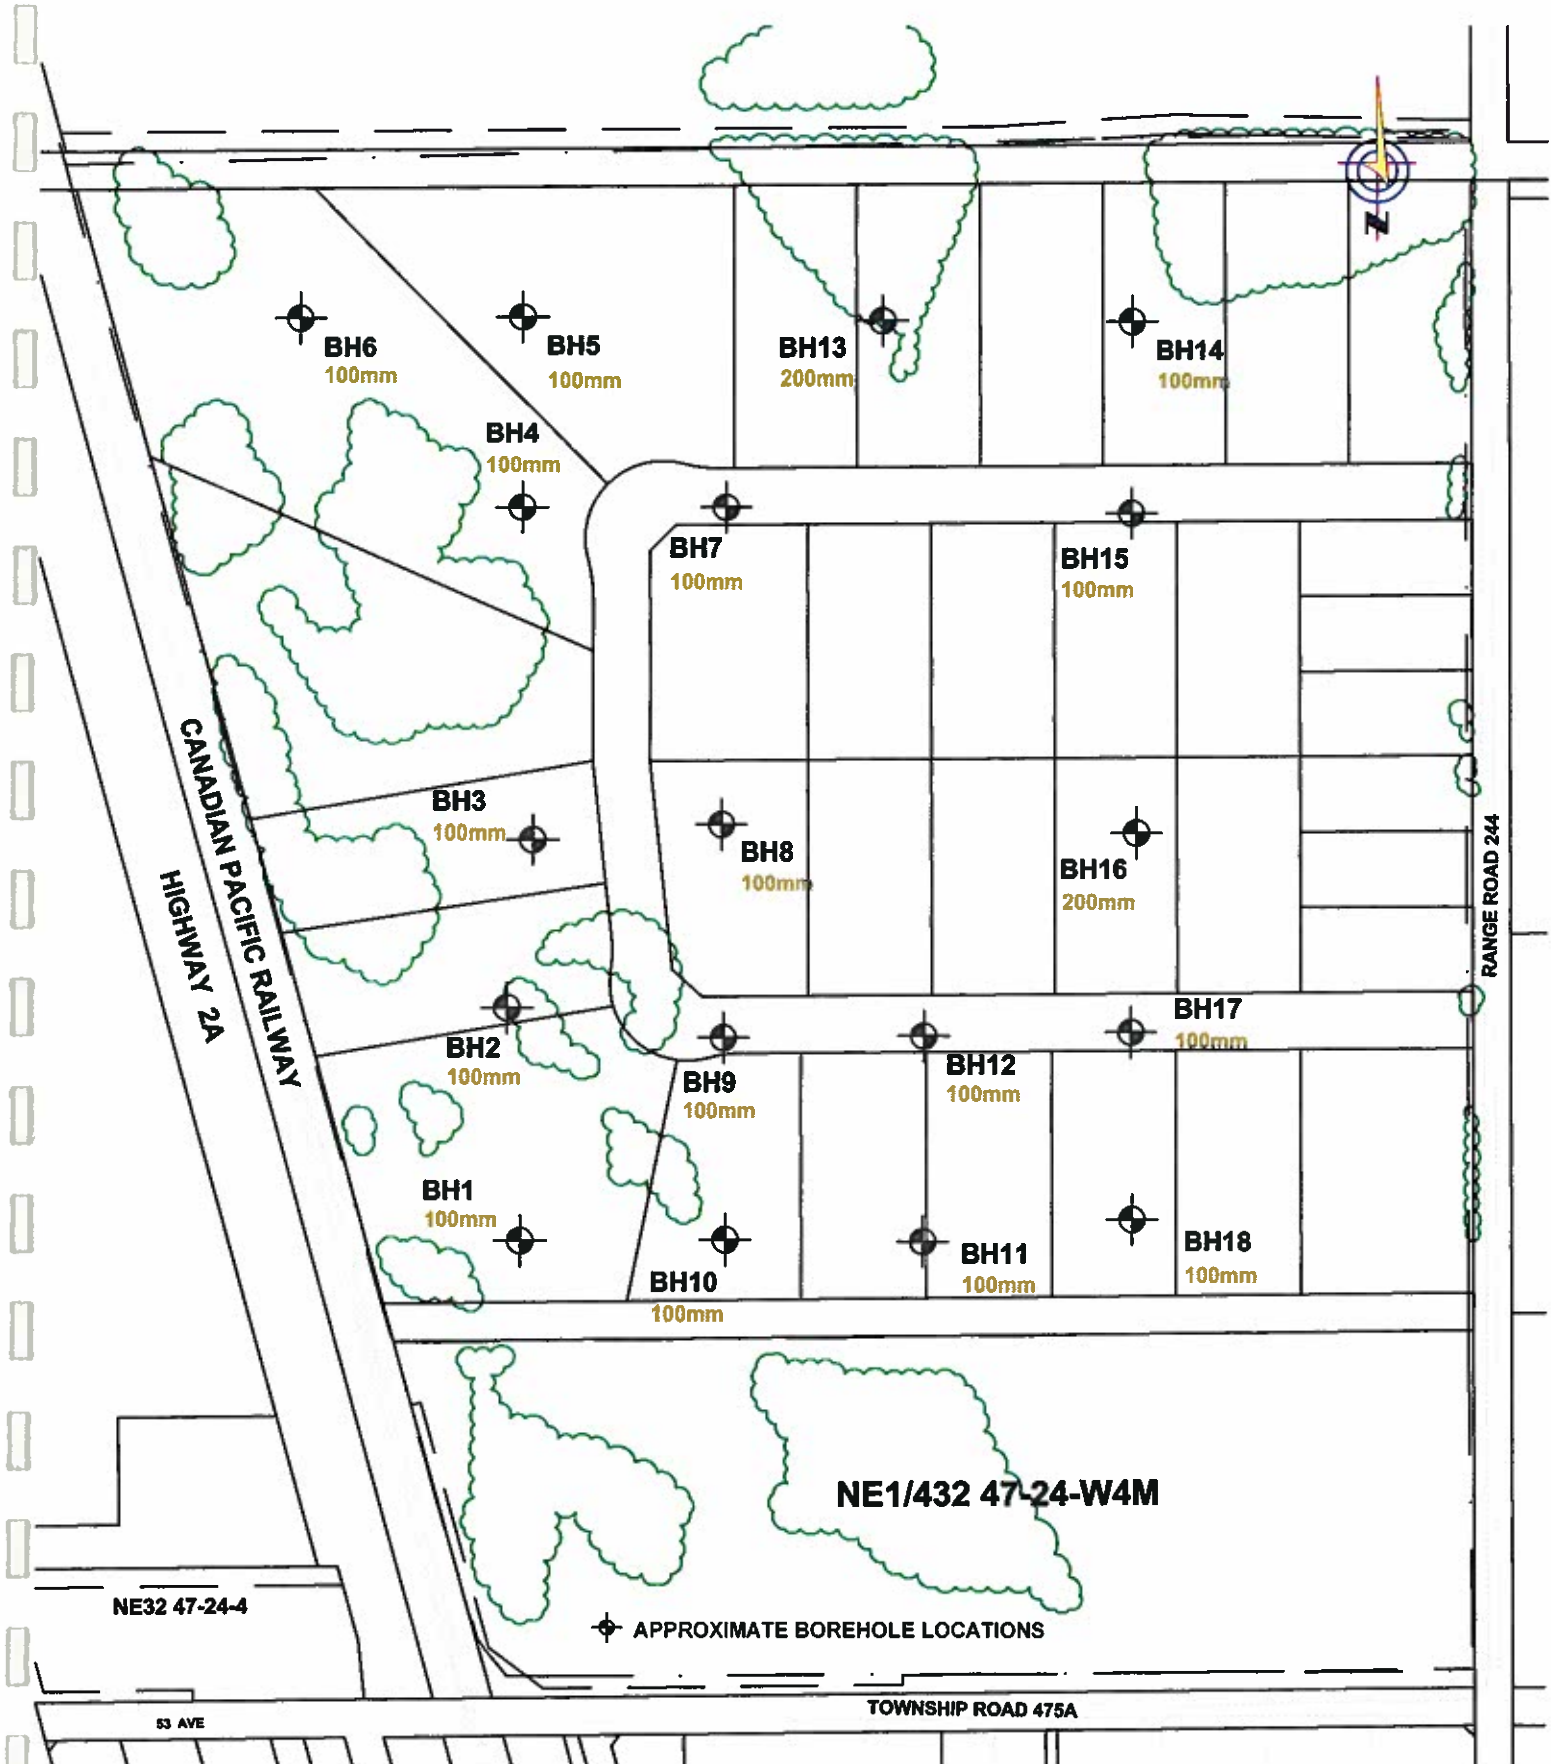 N
BH6
100mm
BH5
100mm
BH13
200mm
BH14
100mm
BH4
100mm
BH7
100mm
BH15
100mm
BH3
100mm
BH8
100mm
BH16
200mm
CANADIAN PACIFIC RAILWAY
HIGHWAY 2A
RANGE ROAD 244
BH2
100mm
BH9
100mm
BH12
100mm
BH17
100mm
BH1
100mm
BH10
100mm
BH11
100mm
BH18
100mm
NE1/432 47-24-W4M
NE32 47-24-4
APPROXIMATE BOREHOLE LOCATIONS
TOWNSHIP ROAD 475A
53 AVE